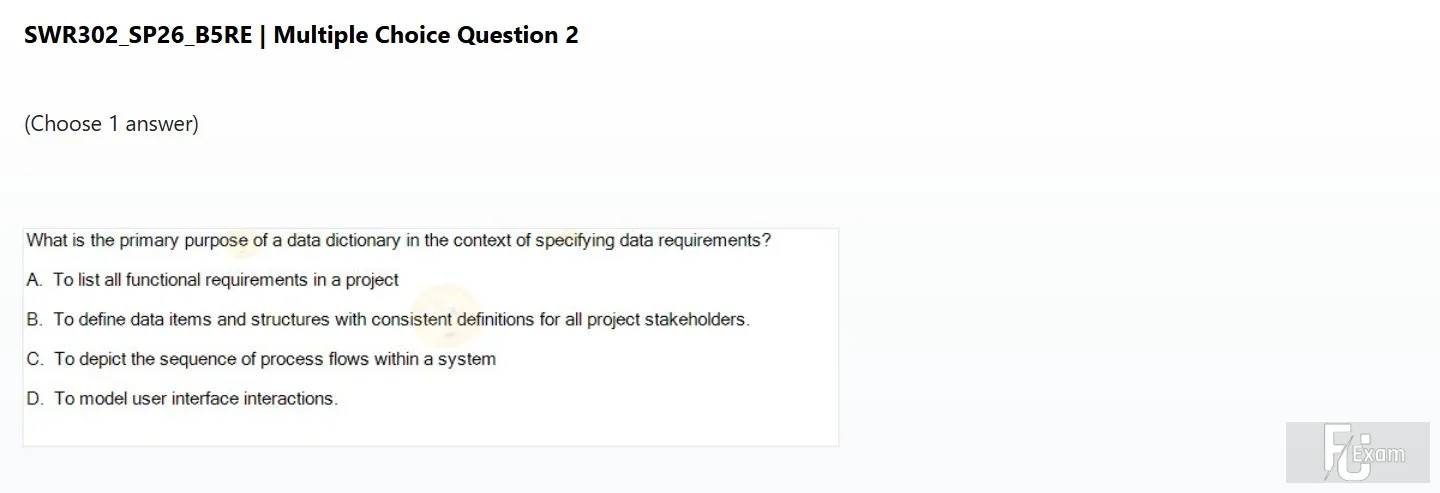 SWR302_SP26_B5RE | Multiple Choice Question 2
(Choose 1 answer)
What is the primary purpose of a data dictionary in the context of specifying data requirements?
A. To list all functional requirements in a project
B. To define data items and structures with consistent definitions for all project stakeholders.
C. To depict the sequence of process flows within a system
D. To model user interface interactions.
Exam